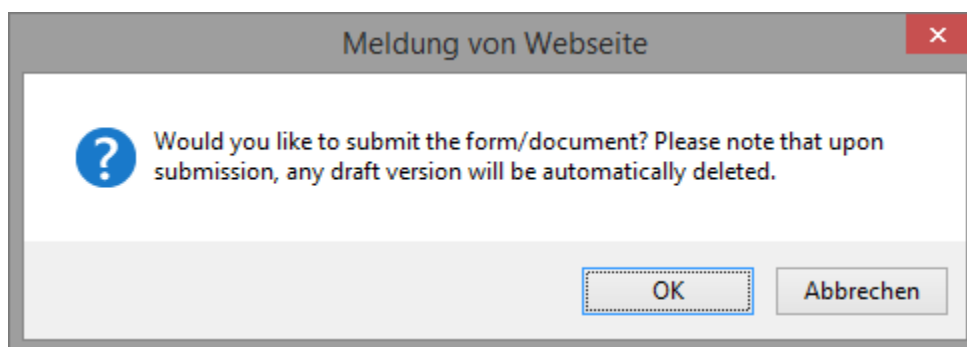 Meldung von Webseite
Would you like to submit the form/document? Please note that upon
submission, any draft version will be automatically deleted.
OK
Abbrechen